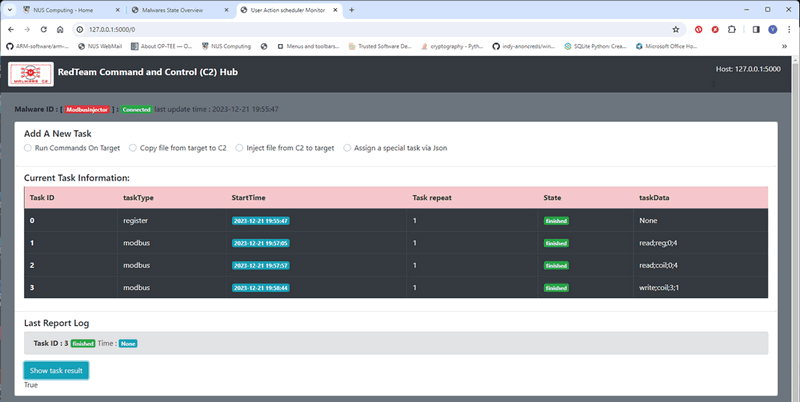 NUS Computing - Home
Malwares State Overview
User Action scheduler Monitor
127.0.0.1:5000/0
ARM-software/arm-...
NUS WebMail
About OP-TEE — O...
NUS Computing
Menus and toolbars...
Trusted Software De...
cryptography - Pyth...
indy-anoncreds/win...
SQLite Python: Crea...
Microsoft Office Ho...
MALWARE C2
RedTeam Command and Control (C2) Hub
Host: 127.0.0.1:5000
Malware ID : [ ModbusInjector ] : Connected last update time : 2023-12-21 19:55:47
Add A New Task
Run Commands On Target
Copy file from target to C2
Inject file from C2 to target
Assign a special task via Json
Current Task Information:
Task ID taskType StartTime Task repeat State taskData
0 register 2023-12-21 19:55:47 1 finished None
1 modbus 2023-12-21 19:57:05 1 finished read;reg;0;4
2 modbus 2023-12-21 19:57:57 1 finished read;coil;0;4
3 modbus 2023-12-21 19:58:44 1 finished write;coil;3;1
Last Report Log
Task ID : 3 finished Time : None
Show task result
True